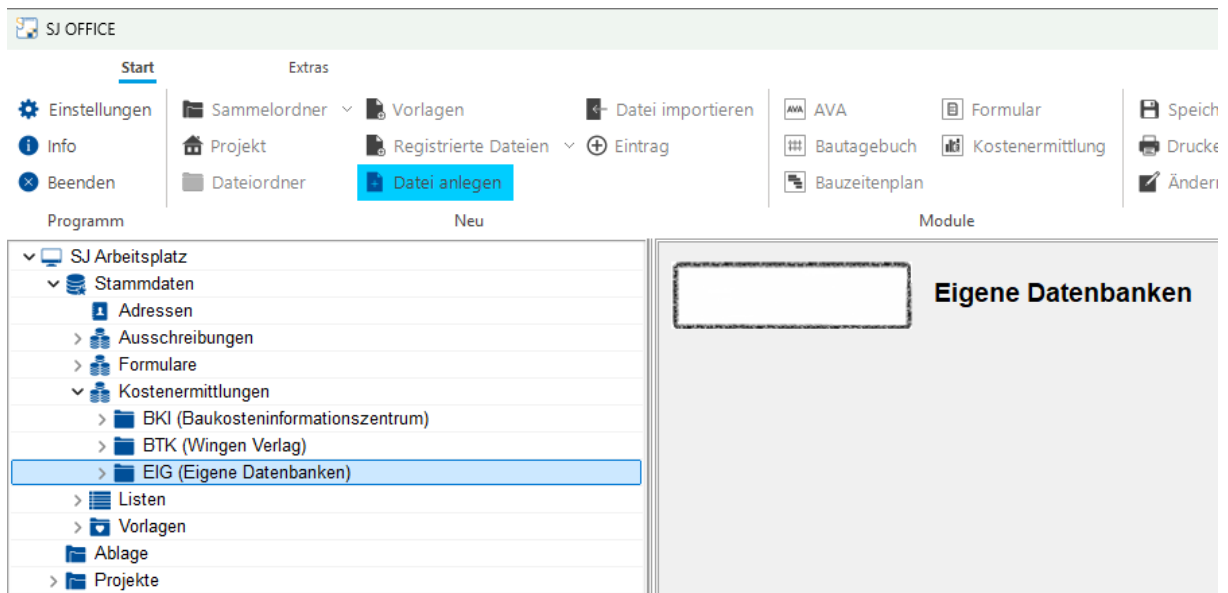 SJ OFFICE
Start Extras
Einstellungen Sammelordner Vorlagen Datei importieren AVA Formular Speich
Info Projekt Registrierte Dateien Eintrag Bautagebuch Kostenermittlung Drucke
Beenden Dateiordner Datei anlegen Bauzeitenplan Ändern
Programm Neu Module
SJ Arbeitsplatz
Stammdaten
Adressen
Ausschreibungen
Formulare
Kostenermittlungen
BKI (Baukosteninformationszentrum)
BTK (Wingen Verlag)
EIG (Eigene Datenbanken)
Listen
Vorlagen
Ablage
Projekte
Eigene Datenbanken